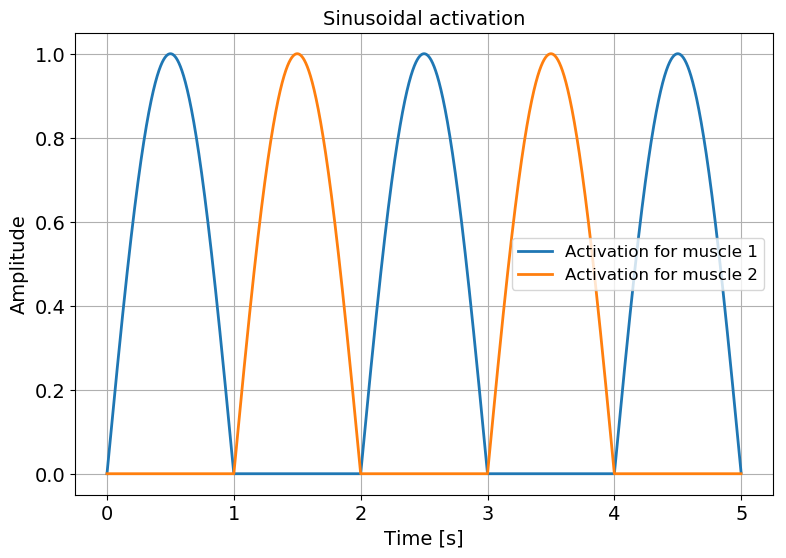 Sinusoidal activation
1.0
0.8
0.6
0.4
0.2
0.0
Amplitude
Activation for muscle 1
Activation for muscle 2
0 1 2 3 4 5
Time [s]